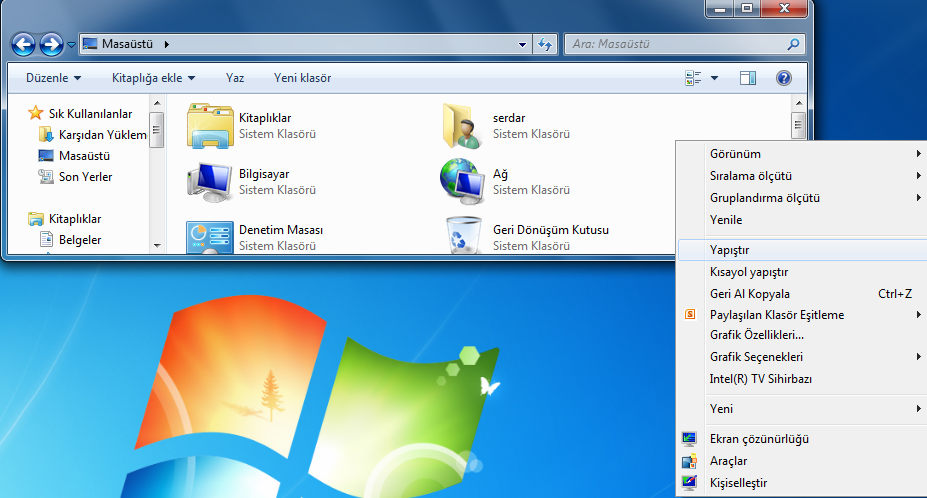 Masaüstü
Ara: Masaüstü
Düzenle
Kitaplığa ekle
Yaz
Yeni klasör
Sık Kullanılanlar
Karşıdan Yüklem
Masaüstü
Son Yerler
Kitaplıklar
Belgeler
Kitaplıklar
Sistem Klasörü
serdar
Sistem Klasörü
Bilgisayar
Sistem Klasörü
Ağ
Sistem Klasörü
Denetim Masası
Sistem Klasörü
Geri Dönüşüm Kutusu
Sistem Klasörü
Görünüm
Sıralama ölçütü
Gruplandırma ölçütü
Yenile
Yapıştır
Kısayol yapıştır
Geri Al Kopyala Ctrl+Z
Paylaşılan Klasör Eşitleme
Grafik Özellikleri...
Grafik Seçenekleri
Intel(R) TV Sihirbazı
Yeni
Ekran çözünürlüğü
Araçlar
Kişiselleştir